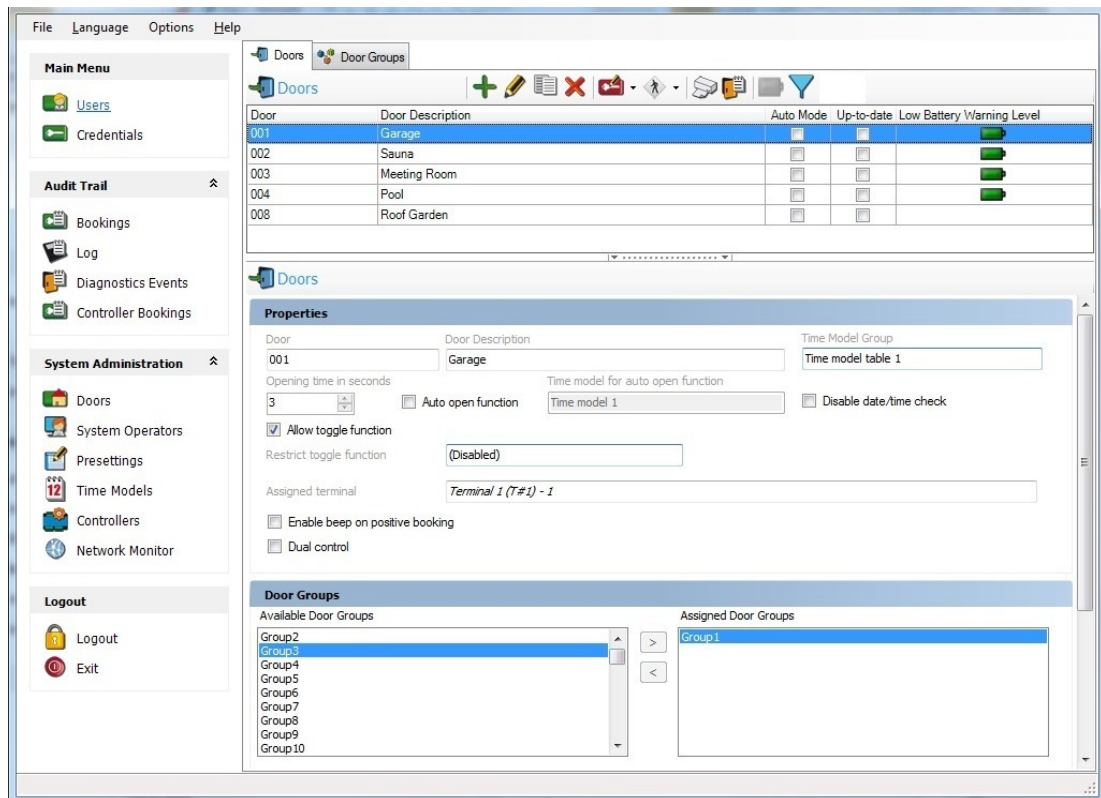 File Language Options Help
Main Menu
Users
Credentials
Audit Trail
Bookings
Log
Diagnostics Events
Controller Bookings
System Administration
Doors
System Operators
Presettings
12 Time Models
Controllers
Network Monitor
Logout
Logout
Exit
Doors Door Groups
Doors
Door Door Description Auto Mode Up-to-date Low Battery Warning Level
001 Garage
002 Sauna
003 Meeting Room
004 Pool
008 Roof Garden
Doors
Properties
Door Door Description Time Model Group
001 Garage Time model table 1
Opening time in seconds Time model for auto open function
3 Auto open function Time model 1 Disable date/time check
Allow toggle function
Restrict toggle function (Disabled)
Assigned terminal Terminal 1 (T#1) - 1
Enable beep on positive booking
Dual control
Door Groups
Available Door Groups Assigned Door Groups
Group2
Group3
Group4
Group5
Group6
Group7
Group8
Group9
Group10
>
<
Group1